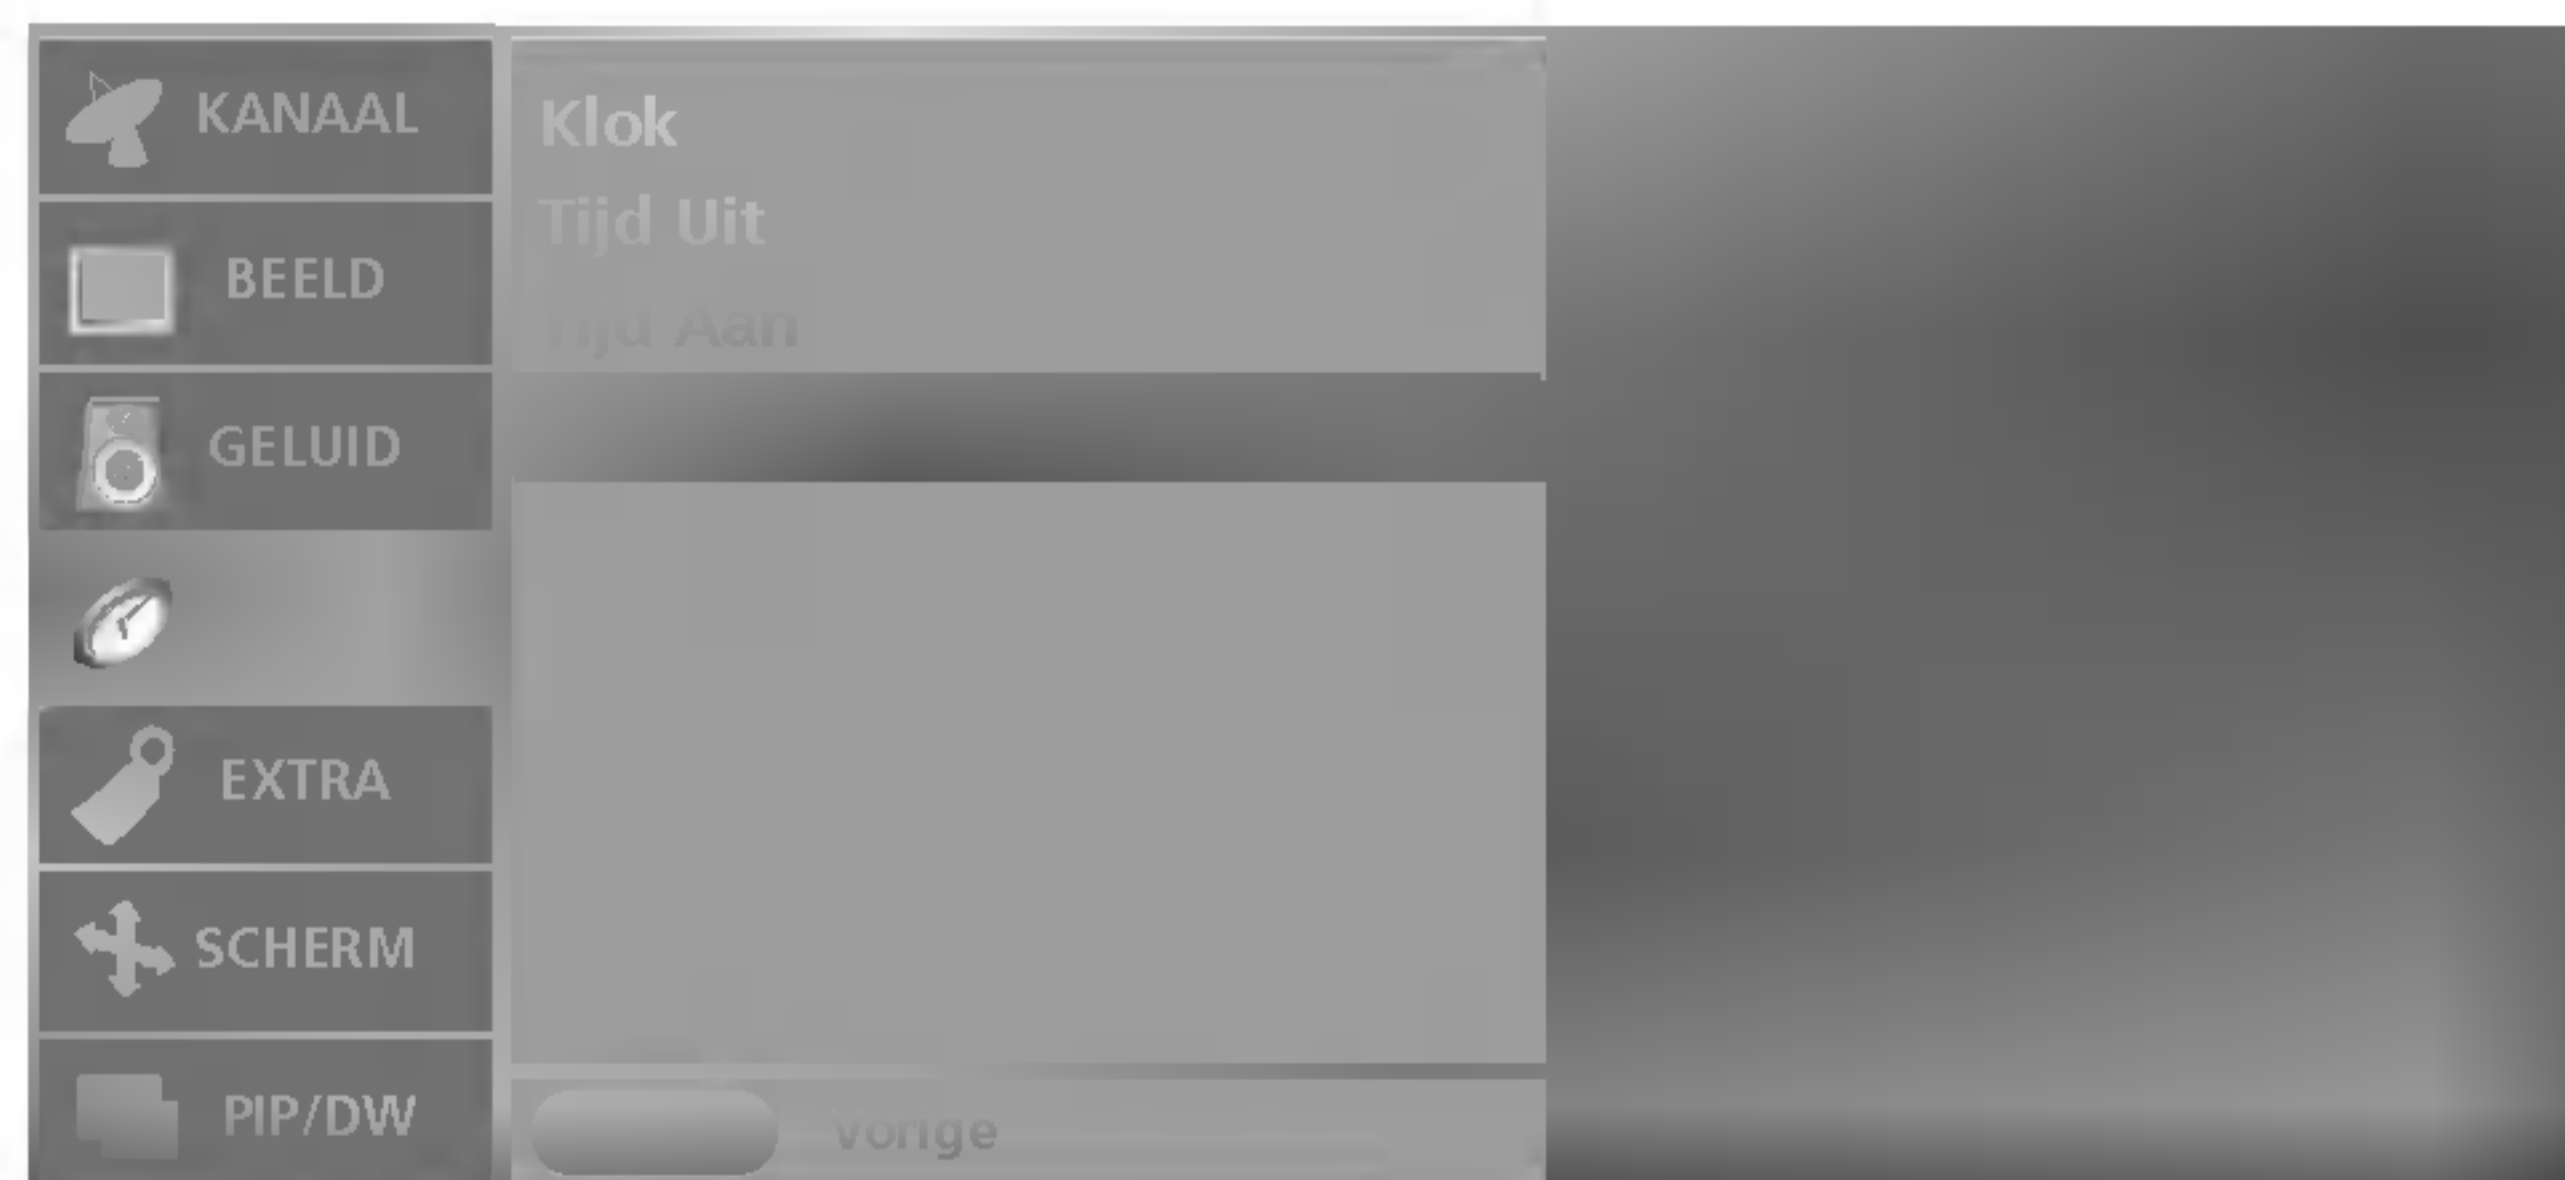 KANAAL
BEELD
GELUID
EXTRA
SCHERM
PIP/DW
Klok
Tijd Uit
Tijd Aan
Vorige